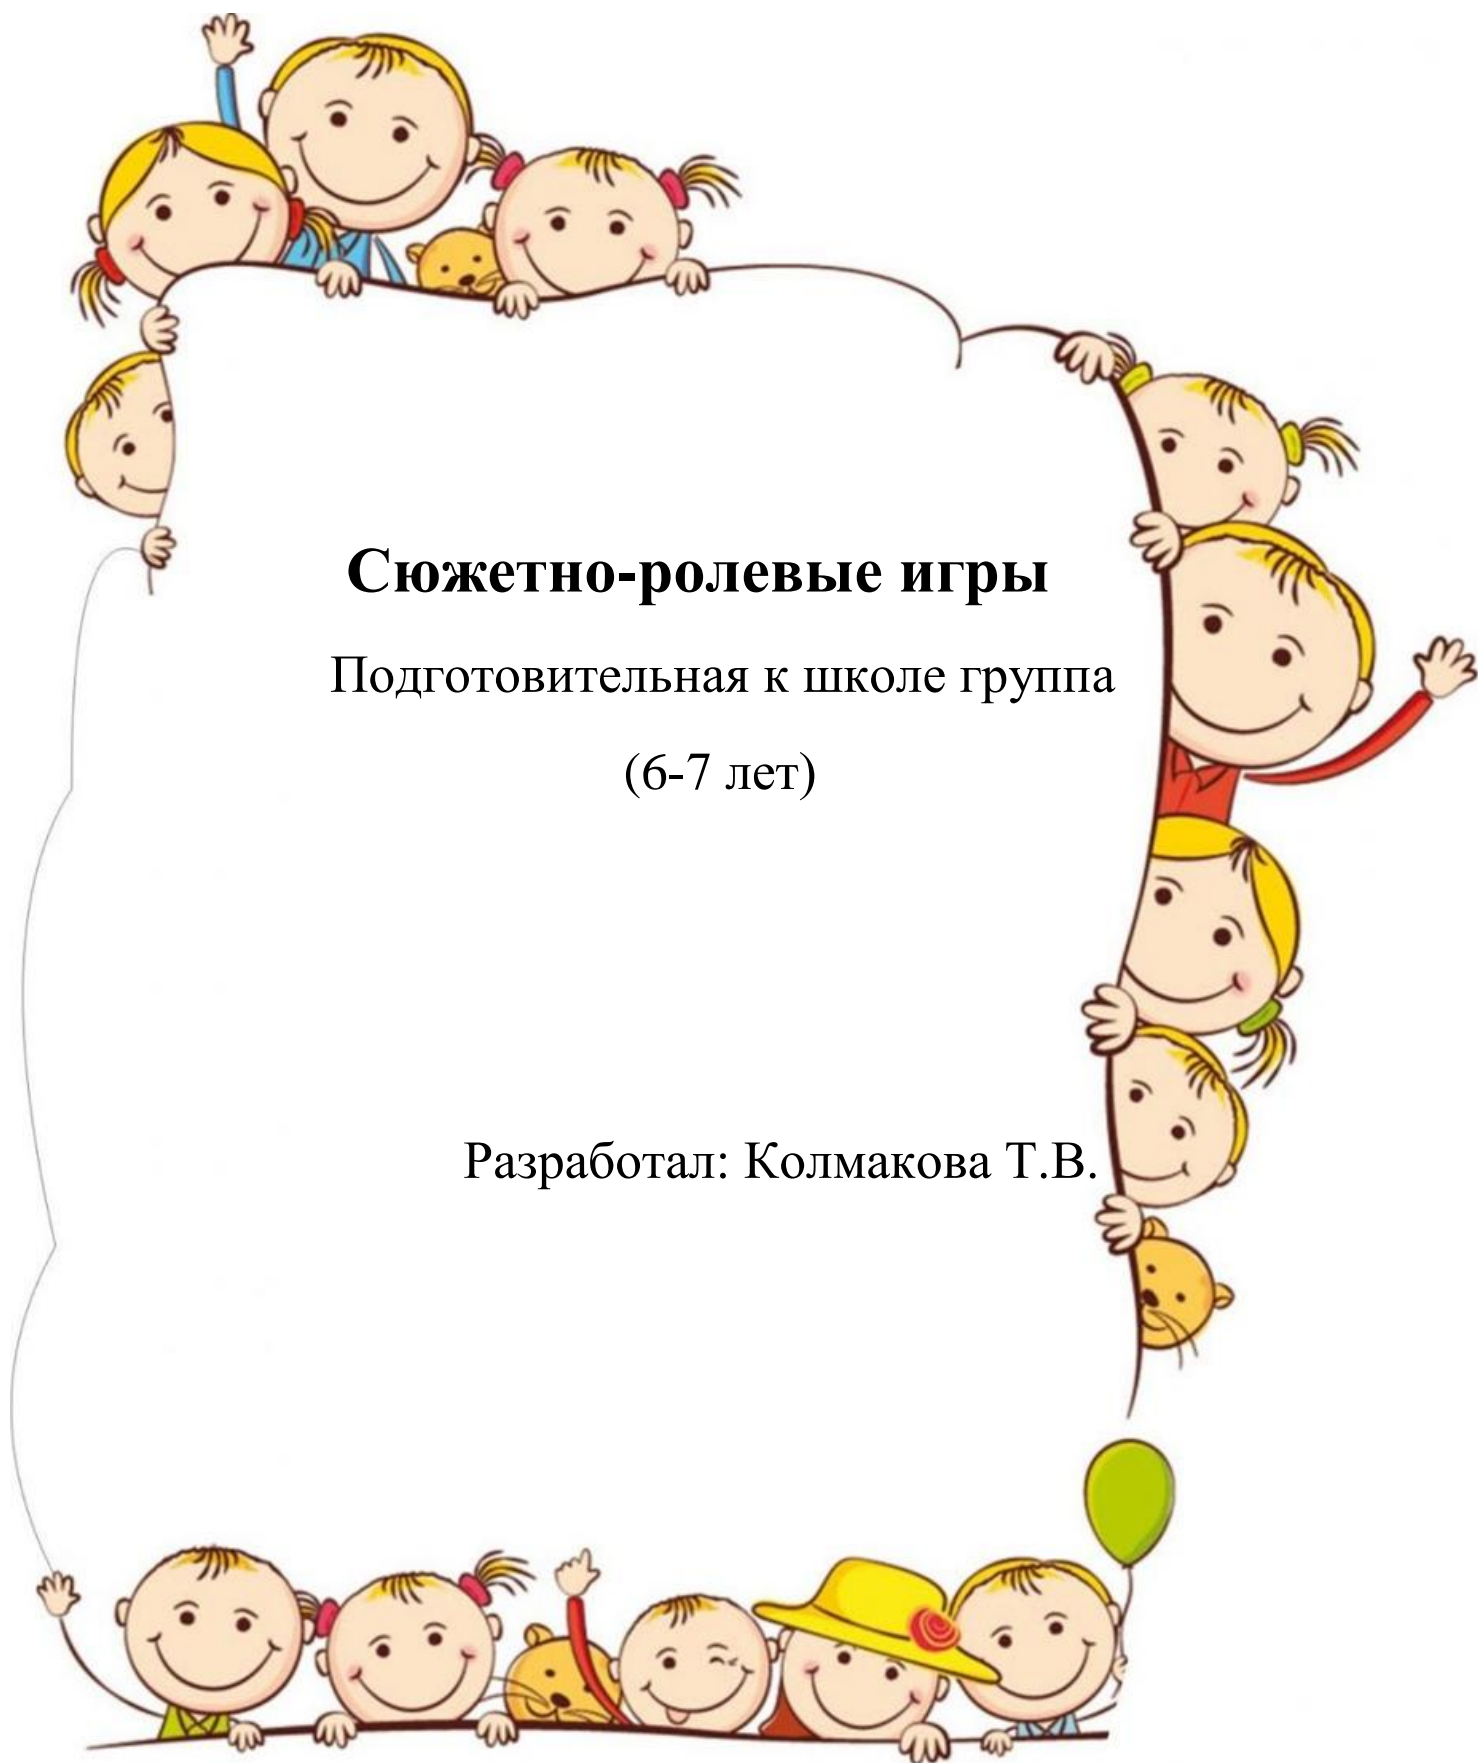 Сюжетно-ролевые игры
Подготовительная к школе группа
(6-7 лет)
Разработал: Колмакова Т.В.